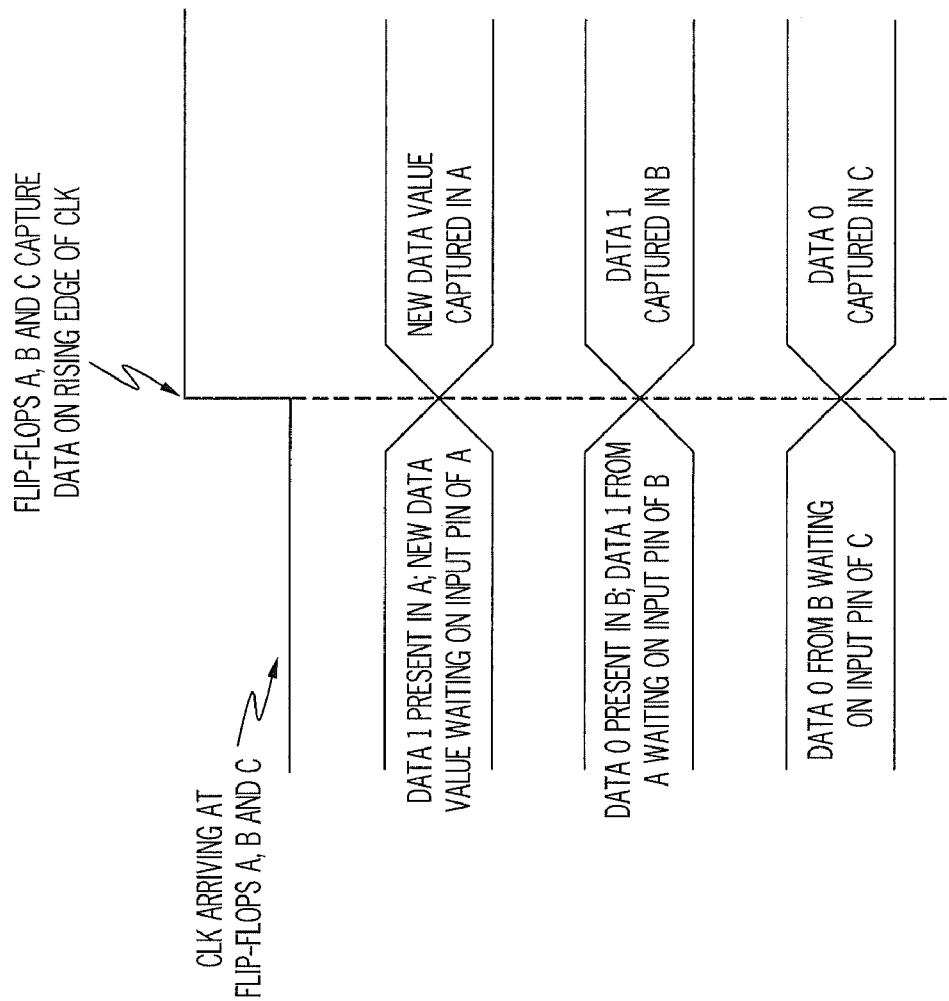 FLIP-FLOPS A, B AND C CAPTURE
DATA ON RISING EDGE OF CLK
CLK ARRIVING AT
FLIP-FLOPS A, B AND C
DATA 1 PRESENT IN A; NEW DATA
VALUE WAITING ON INPUT PIN OF A
NEW DATA VALUE
CAPTURED IN A
DATA 0 PRESENT IN B; DATA 1 FROM
A WAITING ON INPUT PIN OF B
DATA 1
CAPTURED IN B
DATA 0 FROM B WAITING
ON INPUT PIN OF C
DATA 0
CAPTURED IN C